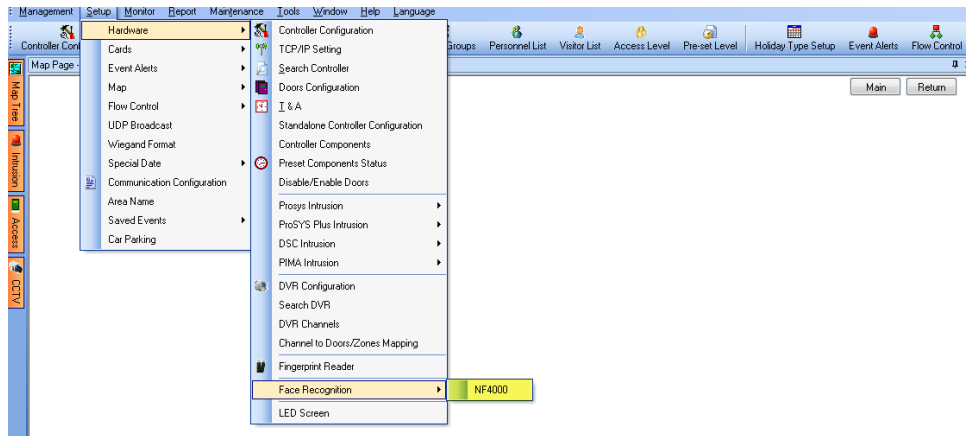 Management Setup Monitor Report Maintenance Tools Window Help Language
Controller Groups Personnel List Visitor List Access Level Pre-set Level Holiday Type Setup Event Alerts Flow Control
Map Page -
Main Return
Map Tree
Intrusion
Access
CCTV
Hardware
Cards
Event Alerts
Map
Flow Control
UDP Broadcast
Wiegand Format
Special Date
Communication Configuration
Area Name
Saved Events
Car Parking
Controller Configuration
TCP/IP Setting
Search Controller
Doors Configuration
T & A
Standalone Controller Configuration
Controller Components
Preset Components Status
Disable/Enable Doors
Prosys Intrusion
ProSYS Plus Intrusion
DSC Intrusion
PIMA Intrusion
DVR Configuration
Search DVR
DVR Channels
Channel to Doors/Zones Mapping
Fingerprint Reader
Face Recognition
LED Screen
NF4000